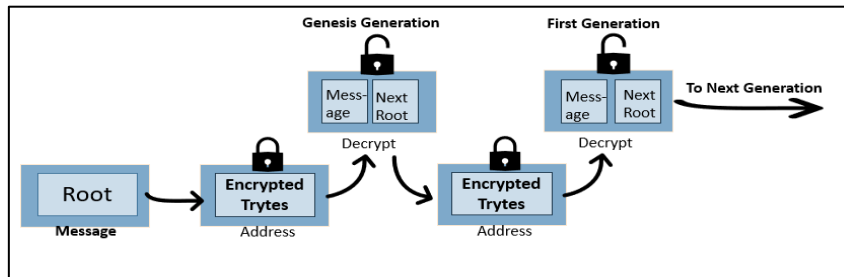 Genesis Generation
First Generation
Mess-
age
Next
Root
Mess-
age
Next
Root
To Next Generation
Decrypt
Decrypt
Root
Message
Encrypted
Trytes
Address
Encrypted
Trytes
Address